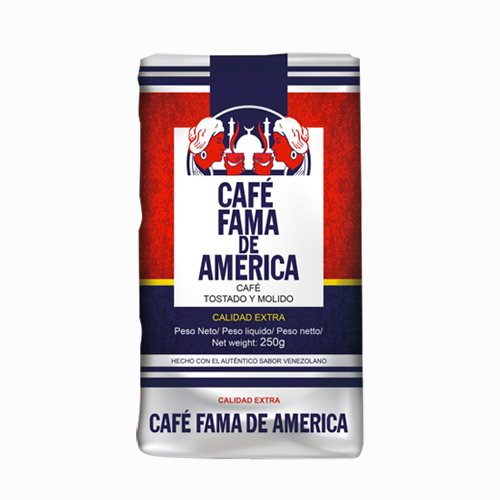 CAFÉ
FAMA
DE
AMERICA
CAFÉ
TOSTADO Y MOLIDO
CALIDAD EXTRA
Peso Neto/ Peso liquido/ Peso netto/
Net weight: 250g
HECHO CON EL AUTÉNTICO SABOR VENEZOLANO
CALIDAD EXTRA
CAFÉ FAMA DE AMERICA